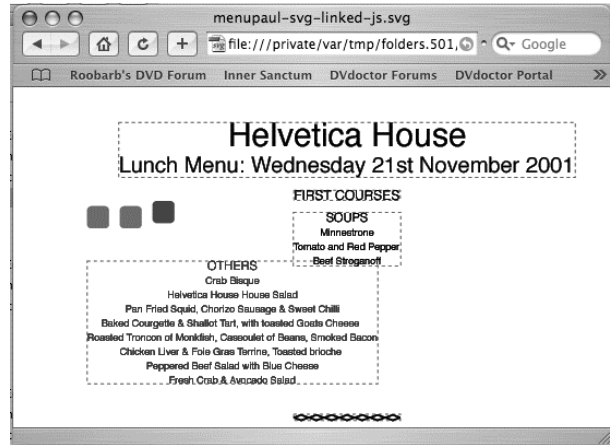 menupaul-svg-linked-js.svg
file:///private/var/tmp/folders.501,
Google
Roobarb's DVD Forum Inner Sanctum DVdoctor Forums DVdoctor Portal
Helvetica House
Lunch Menu: Wednesday 21st November 2001
FIRST COURSES
SOUPS
Minnestrone
Tomato and Red Pepper
Beef Stroganoff
OTHERS
Crab Bisque
Helvetica House House Salad
Pan Fried Squid, Chorizo Sausage & Sweet Chilli
Baked Courgette & Shallot Tart, with toasted Goats Cheese
Roasted Troncon of Monkfish, Cassoulet of Beans, Smoked Bacon
Chicken Liver & Foie Gras Terrine, Toasted brioche
Peppered Beef Salad with Blue Cheese
Fresh Crab & Avocado Salad